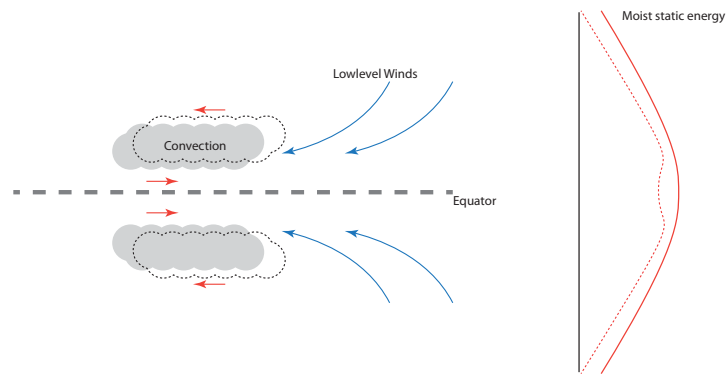 Moist static energy
Lowlevel Winds
Convection
Equator